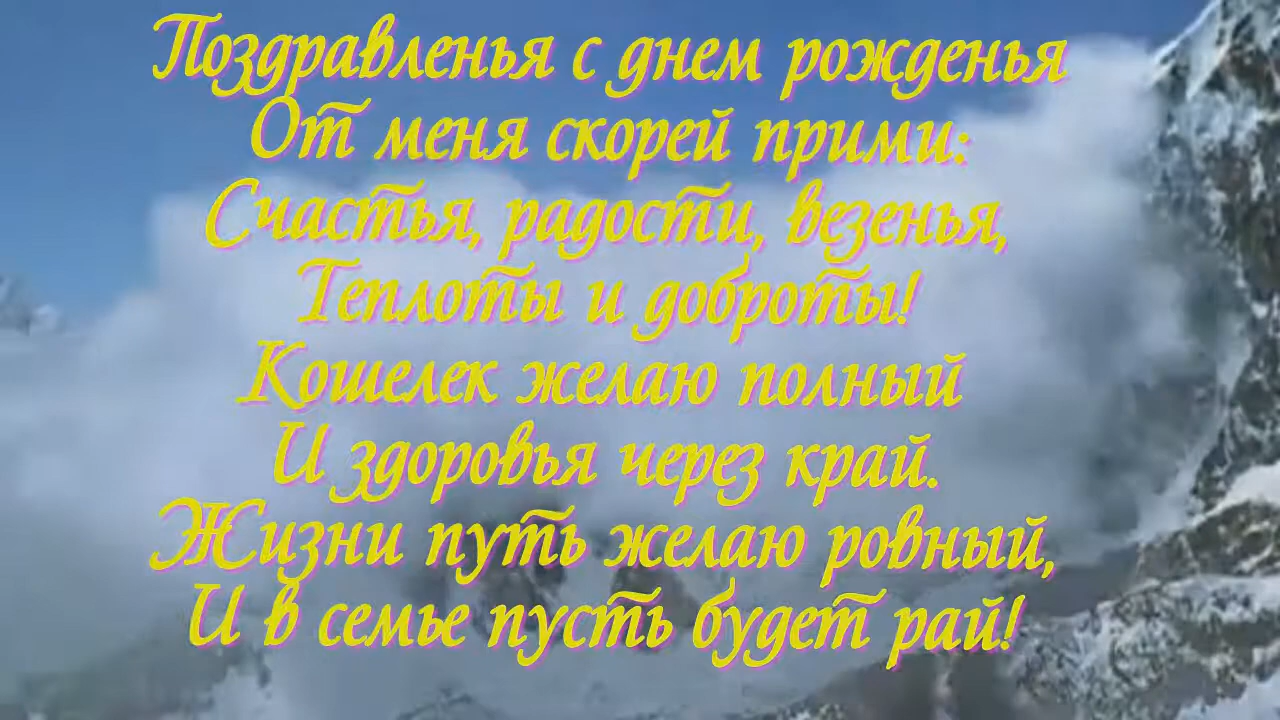 Поздравленья с днем рожденья
От меня скорей прими:
Счастья, радости, везенья,
Теплоты и доброты!
Кошелек желаю полный
И здоровья через край.
Жизни путь желаю ровный,
И в семье пусть будет рай!